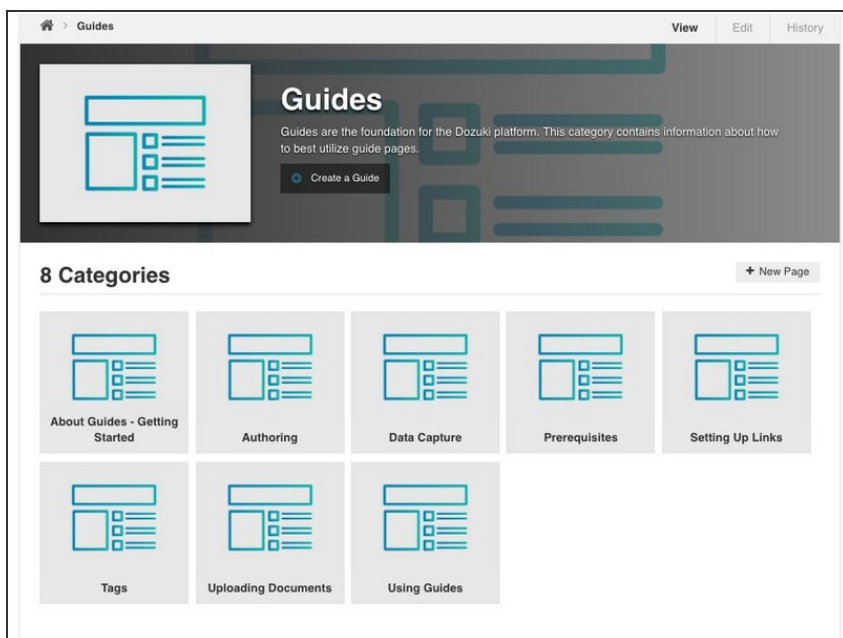 > Guides
View Edit History
Guides
Guides are the foundation for the Dozuki platform. This category contains information about how
to best utilize guide pages.
Create a Guide
8 Categories
+ New Page
About Guides - Getting
Started
Authoring
Data Capture
Prerequisites
Setting Up Links
Tags
Uploading Documents
Using Guides